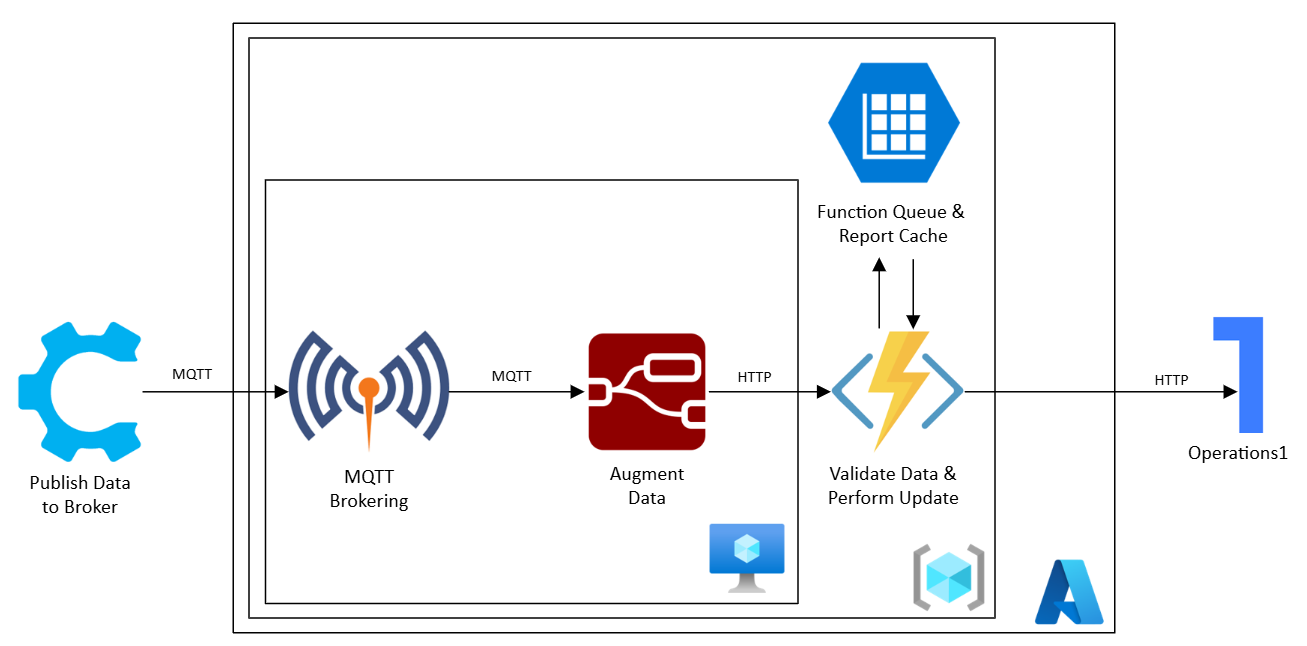 Function Queue &
Report Cache
MQTT
MQTT
HTTP
HTTP
Publish Data
to Broker
MQTT
Brokering
Augment
Data
Validate Data &
Perform Update
Operations1